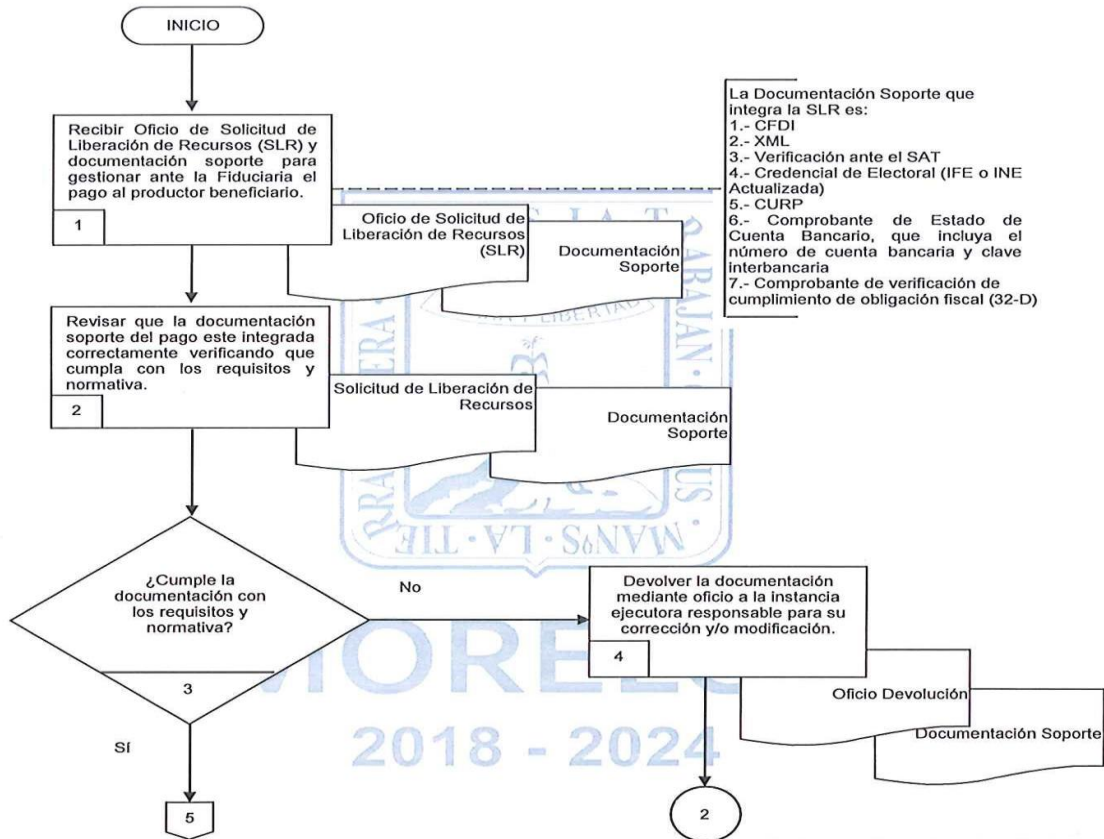 INICIO
Recibir Oficio de Solicitud de
Liberación de Recursos (SLR) y
documentación soporte para
gestionar ante la Fiduciaria el
pago al productor beneficiario.
1
La Documentación Soporte que
integra la SLR es:
1.- CFDI
2.- XML
3.- Verificación ante el SAT
4.- Credencial de Electoral (IFE o INE
Actualizada)
5.- CURP
6.- Comprobante de Estado de
Cuenta Bancario, que incluya el
número de cuenta bancaria y clave
interbancaria
7.- Comprobante de verificación de
cumplimiento de obligación fiscal (32-D)
Oficio de Solicitud de
Liberación de Recursos
(SLR)
Documentación
Soporte
Revisar que la documentación
soporte del pago este integrada
correctamente verificando que
cumpla con los requisitos y
normativa.
2
Solicitud de Liberación de
Recursos
Documentación
Soporte
¿Cumple la
documentación con
los requisitos y
normativa?
3
No
Sí
Devolver la documentación
mediante oficio a la instancia
ejecutora responsable para su
corrección y/o modificación.
4
Oficio Devolución
Documentación Soporte
5
2
LIBERTAD
MANOS · LA · TIE
MOREL
2018 - 2024